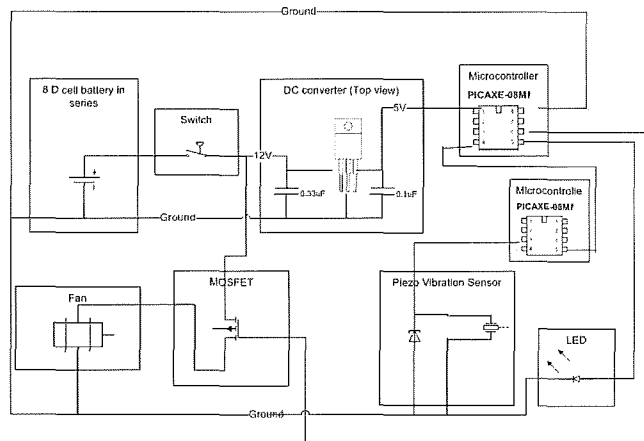 Ground
8 D cell battery in
series
Switch
DC converter (Top view)
Microcontroller
PICAXE-08M
5V
12V
0.33uF
0.1uF
Microcontrolle
PICAXE-08M
Ground
Fan
MOSFET
Piezo Vibration Sensor
LED
Ground